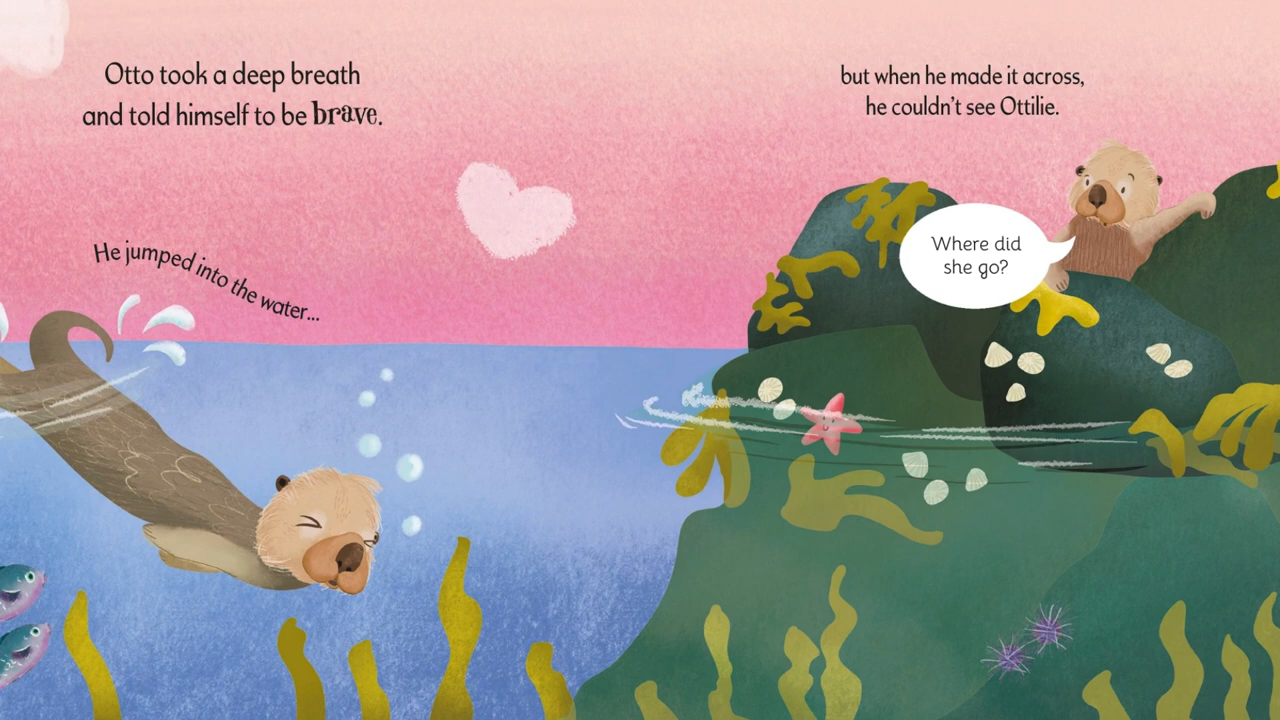 Otto took a deep breath
and told himself to be brave.
He jumped into the water...
but when he made it across,
he couldn't see Ottilie.
Where did
she go?